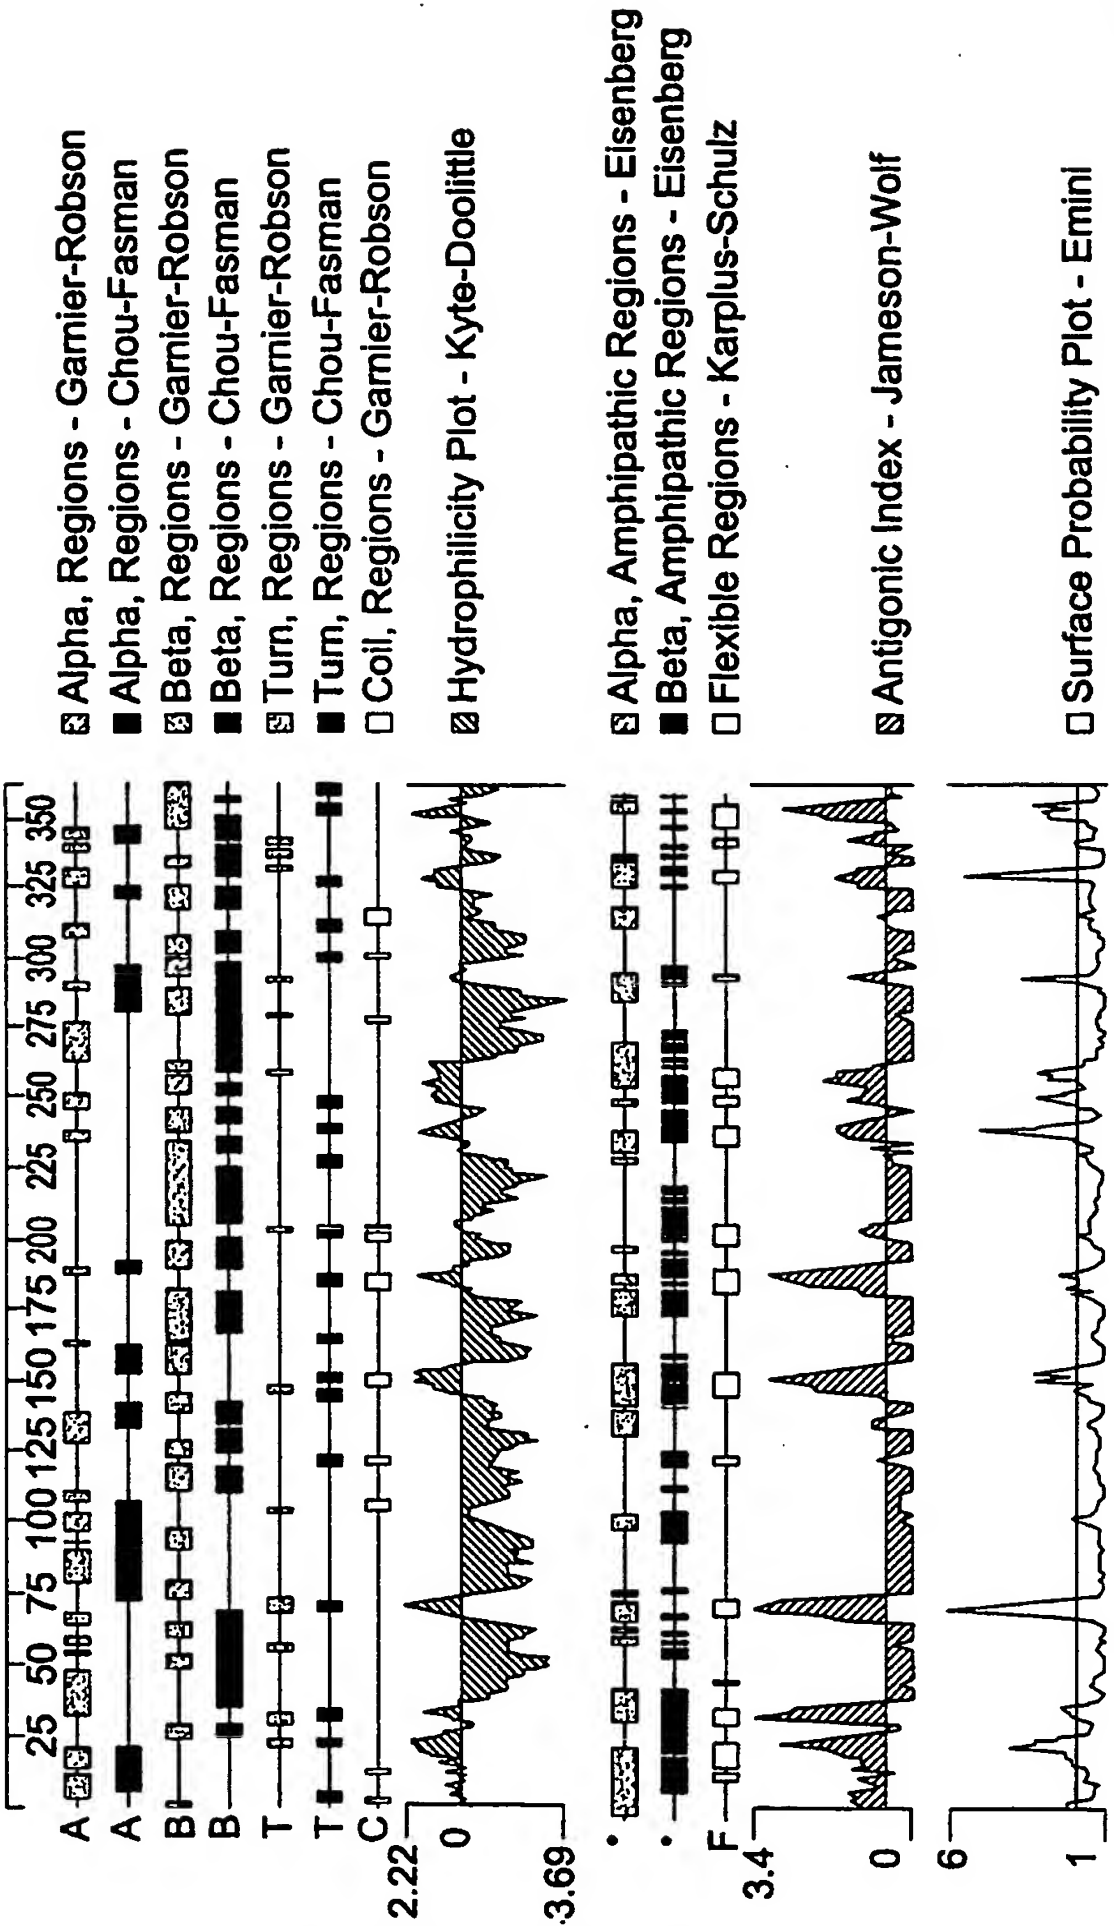 25 50 75 100 125 150 175 200 225 250 275 300 325 350
A Alpha, Regions - Garnier-Robson
A Alpha, Regions - Chou-Fasman
B Beta, Regions - Garnier-Robson
B Beta, Regions - Chou-Fasman
T Turn, Regions - Garnier-Robson
T Turn, Regions - Chou-Fasman
C Coil, Regions - Garnier-Robson
2.22
0 Hydrophilicity Plot - Kyte-Doolittle
-3.69
* Alpha, Amphipathic Regions - Eisenberg
* Beta, Amphipathic Regions - Eisenberg
F Flexible Regions - Karplus-Schulz
3.4
0 Antigonic Index - Jameson-Wolf
6
1 Surface Probability Plot - Emini